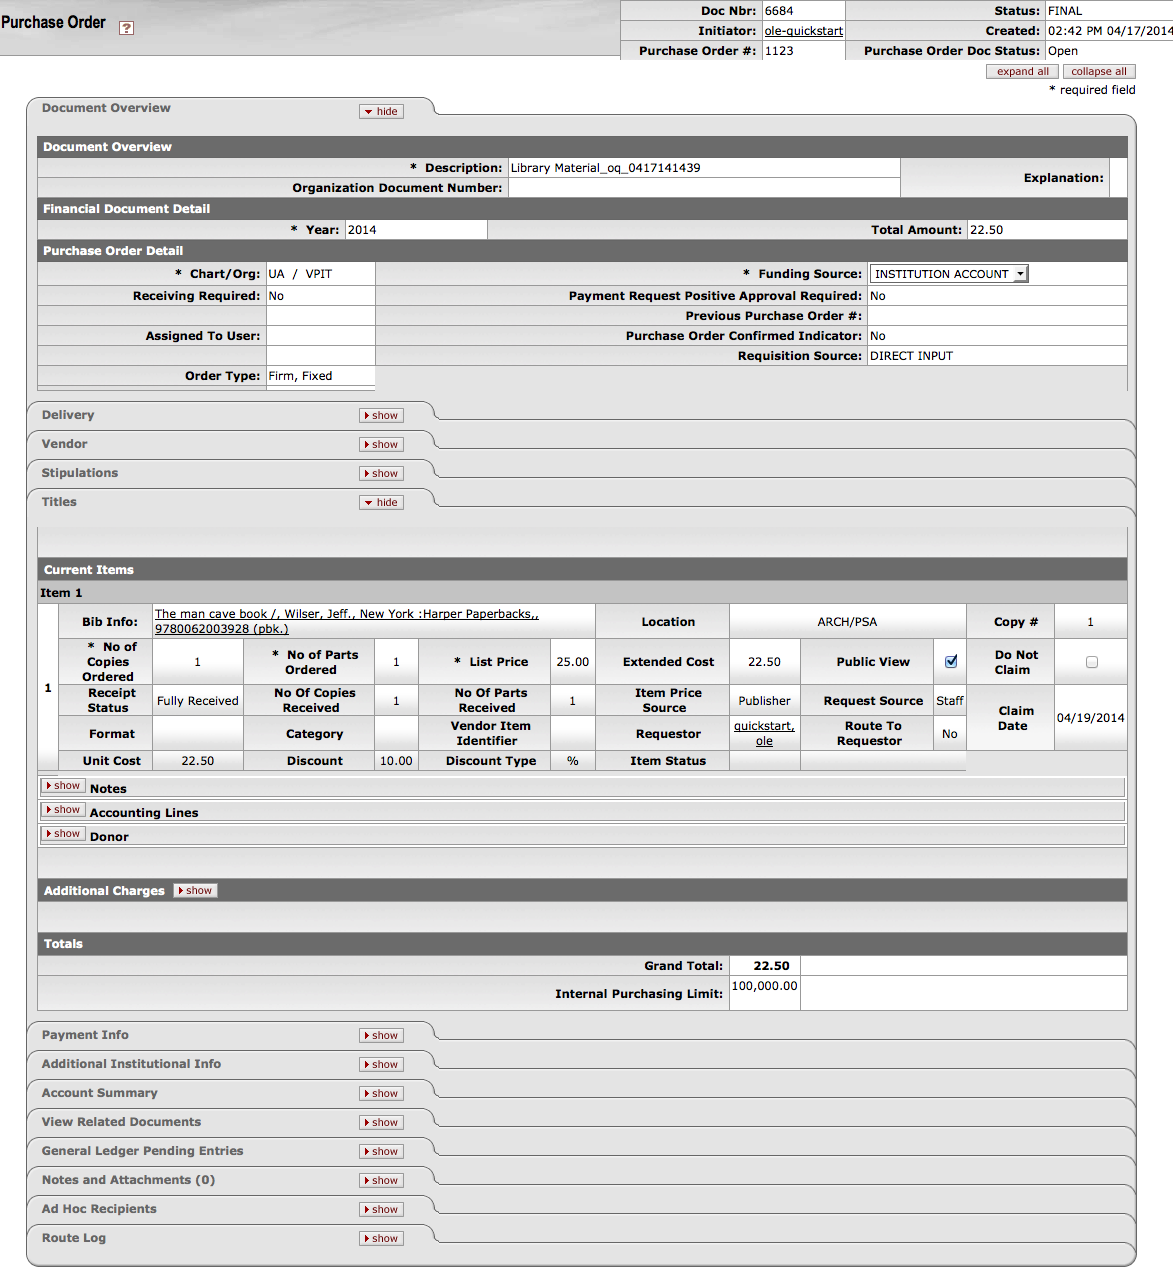 Purchase Order ?
Doc Nbr: 6684 Status: FINAL
Initiator: ole-quickstart Created: 02:42 PM 04/17/2014
Purchase Order #: 1123 Purchase Order Doc Status: Open
expand all collapse all
* required field
Document Overview hide
Document Overview
* Description: Library Material_oq_0417141439 Explanation:
Organization Document Number:
Financial Document Detail
* Year: 2014 Total Amount: 22.50
Purchase Order Detail
* Chart/Org: UA / VPIT * Funding Source: INSTITUTION ACCOUNT
Receiving Required: No Payment Request Positive Approval Required: No
Previous Purchase Order #:
Assigned To User: Purchase Order Confirmed Indicator: No
Requisition Source: DIRECT INPUT
Order Type: Firm, Fixed
Delivery show
Vendor show
Stipulations show
Titles hide
Current Items
Item 1
1
Bib Info: The man cave book /, Wilser, Jeff., New York :Harper Paperbacks,,
9780062003928 (pbk.)
Location ARCH/PSA Copy # 1
* No of Copies Ordered 1 * No of Parts Ordered 1 * List Price 25.00 Extended Cost 22.50 Public View Do Not Claim
Receipt Status Fully Received No Of Copies Received 1 No Of Parts Received 1 Item Price Source Publisher Request Source Staff Claim Date 04/19/2014
Format Category Vendor Item Identifier Requestor quickstart, ole Route To Requestor No
Unit Cost 22.50 Discount 10.00 Discount Type % Item Status
show Notes
show Accounting Lines
show Donor
Additional Charges show
Totals
Grand Total: 22.50
Internal Purchasing Limit: 100,000.00
Payment Info show
Additional Institutional Info show
Account Summary show
View Related Documents show
General Ledger Pending Entries show
Notes and Attachments (0) show
Ad Hoc Recipients show
Route Log show